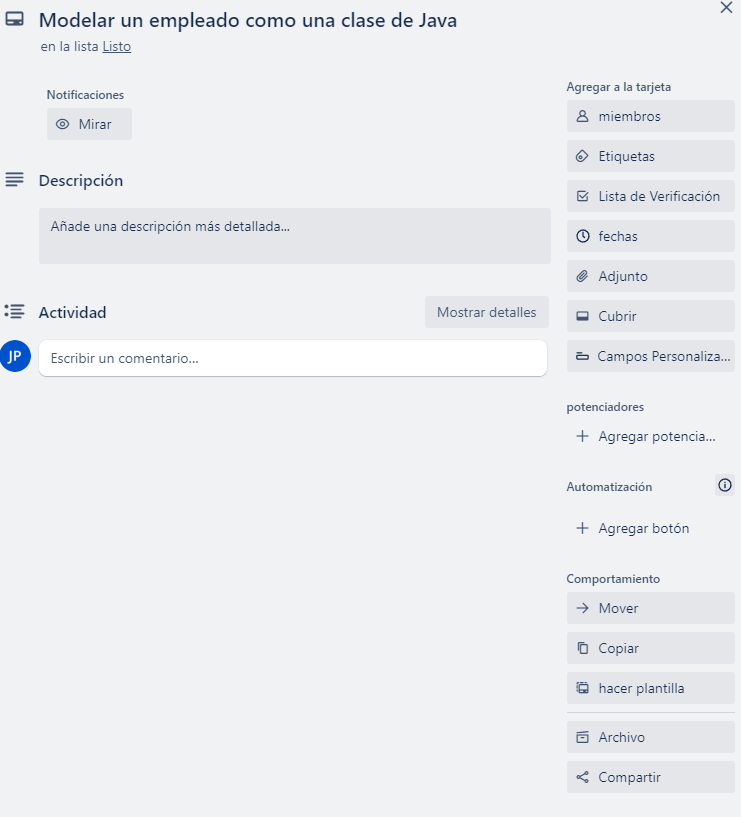 Modelar un empleado como una clase de Java
en la lista Listo
Notificaciones
Mirar
Descripción
Añade una descripción más detallada...
Actividad
Mostrar detalles
JP
Escribir un comentario...
Agregar a la tarjeta
miembros
Etiquetas
Lista de Verificación
fechas
Adjunto
Cubrir
Campos Personaliza...
potenciadores
Agregar potencia...
Automatización
Agregar botón
Comportamiento
Mover
Copiar
hacer plantilla
Archivo
Compartir